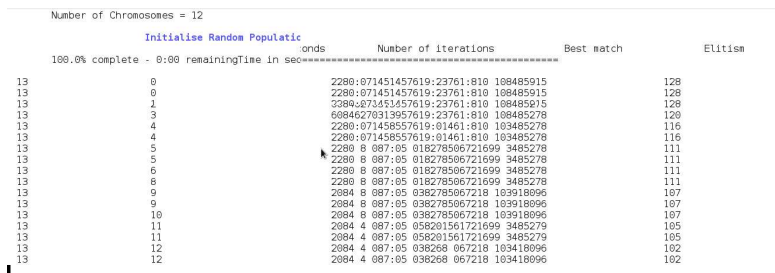 Number of Chromosomes = 12
Initialise Random Populatic
onds Number of iterations Best match Elitism
100.0% complete - 0:00 remainingTime in sec==========================================
13 0 2280:071451457619:23761:810 108485915 128
13 0 2280:071451457619:23761:810 108485915 128
13 1 128
13 3 60846270313957619:23761:810 103485278 120
13 4 2280:071458557619:01461:810 103485278 116
13 4 2280:071458557619:01461:810 103485278 116
13 5 2280 8 087:05 018278506721699 3485278 111
13 5 2280 8 087:05 018278506721699 3485278 111
13 6 2280 8 087:05 018278506721699 3485278 111
13 8 2280 8 087:05 018278506721699 3485278 111
13 9 2084 8 087:05 0382785067218 103918096 107
13 9 2084 8 087:05 0382785067218 103918096 107
13 10 2084 8 087:05 0382785067218 103918096 107
13 11 2084 4 087:05 058201561721699 3485279 105
13 11 2084 4 087:05 058201561721699 3485279 105
13 12 2084 4 087:05 038268 067218 103418096 102
13 12 2084 4 087:05 038268 067218 103418096 102